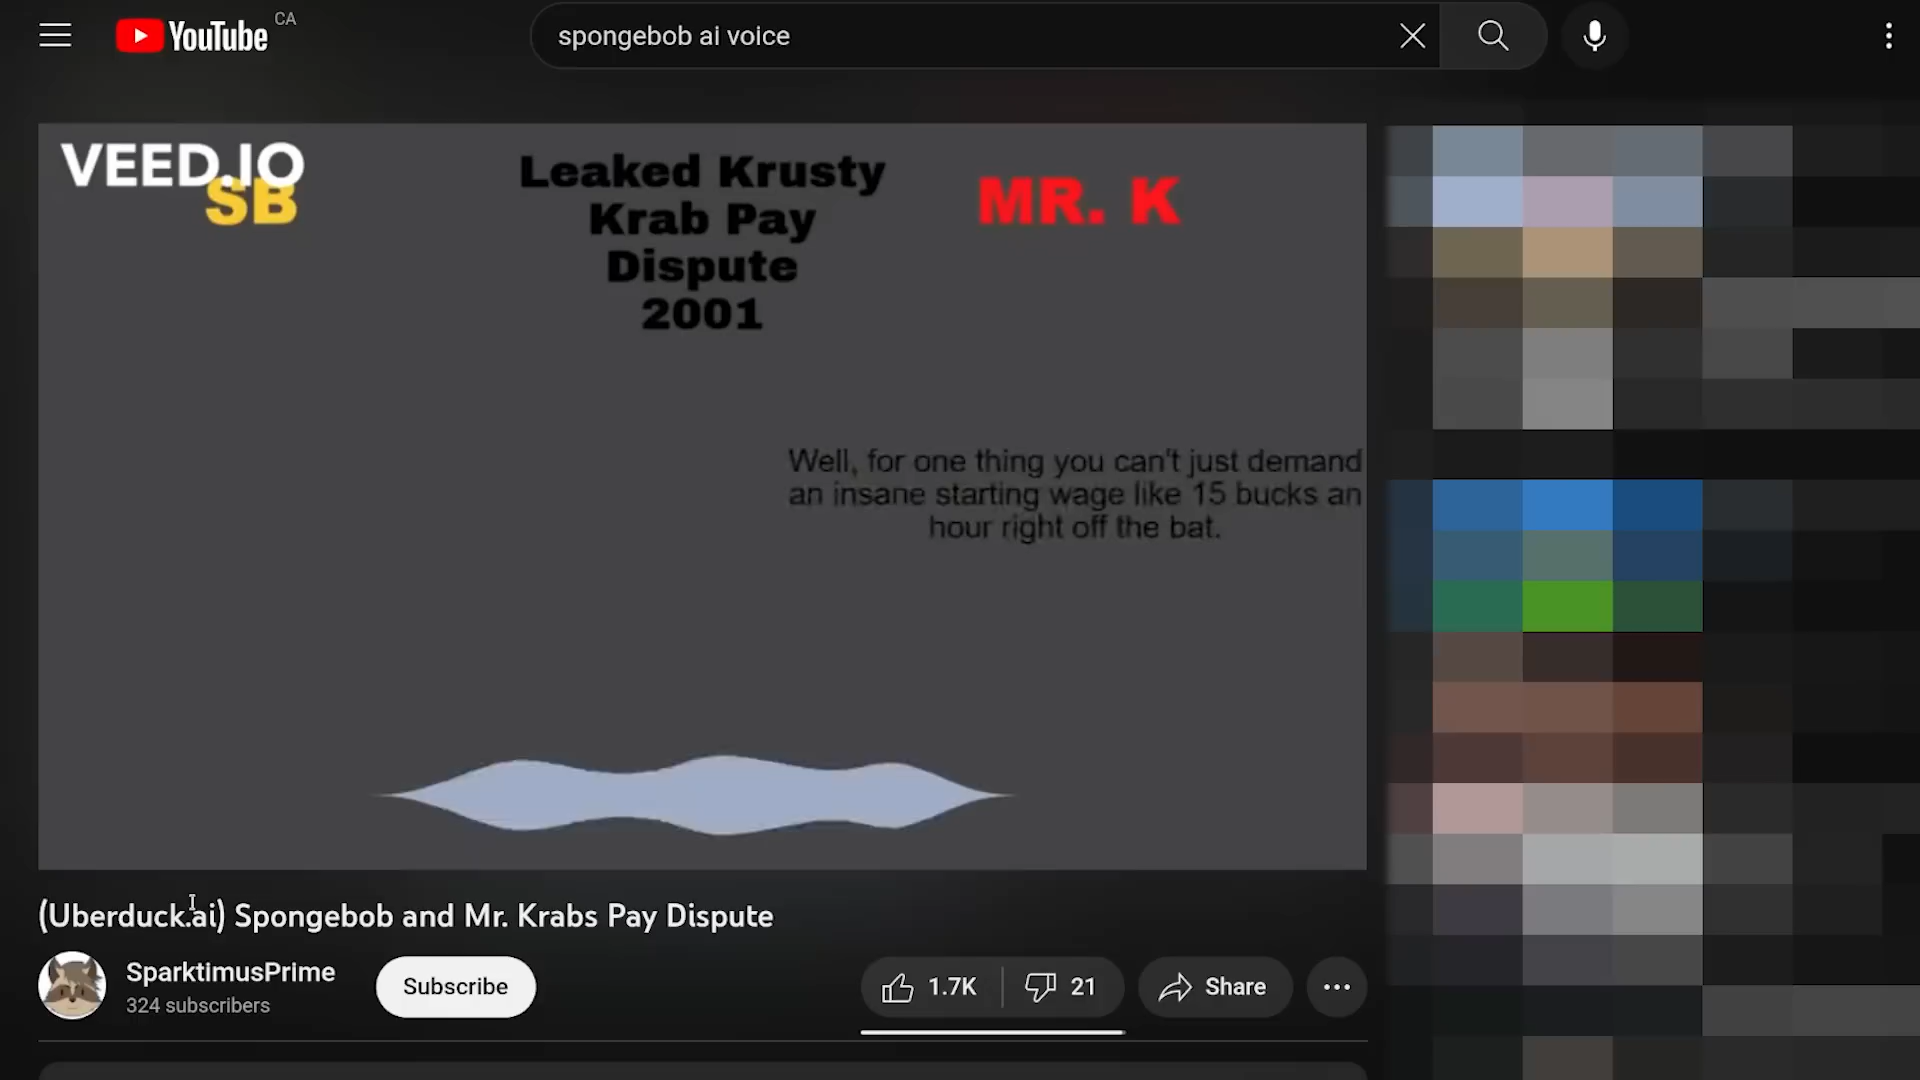 YouTube
CA
spongebob ai voice
VEED.IO
SB
Leaked Krusty
Krab Pay
Dispute
2001
MR. K
Well, for one thing you can't just demand
an insane starting wage like 15 bucks an
hour right off the bat.
(Uberduck.ai) Spongebob and Mr. Krabs Pay Dispute
SparktimusPrime
324 subscribers
Subscribe
1.7K
21
Share